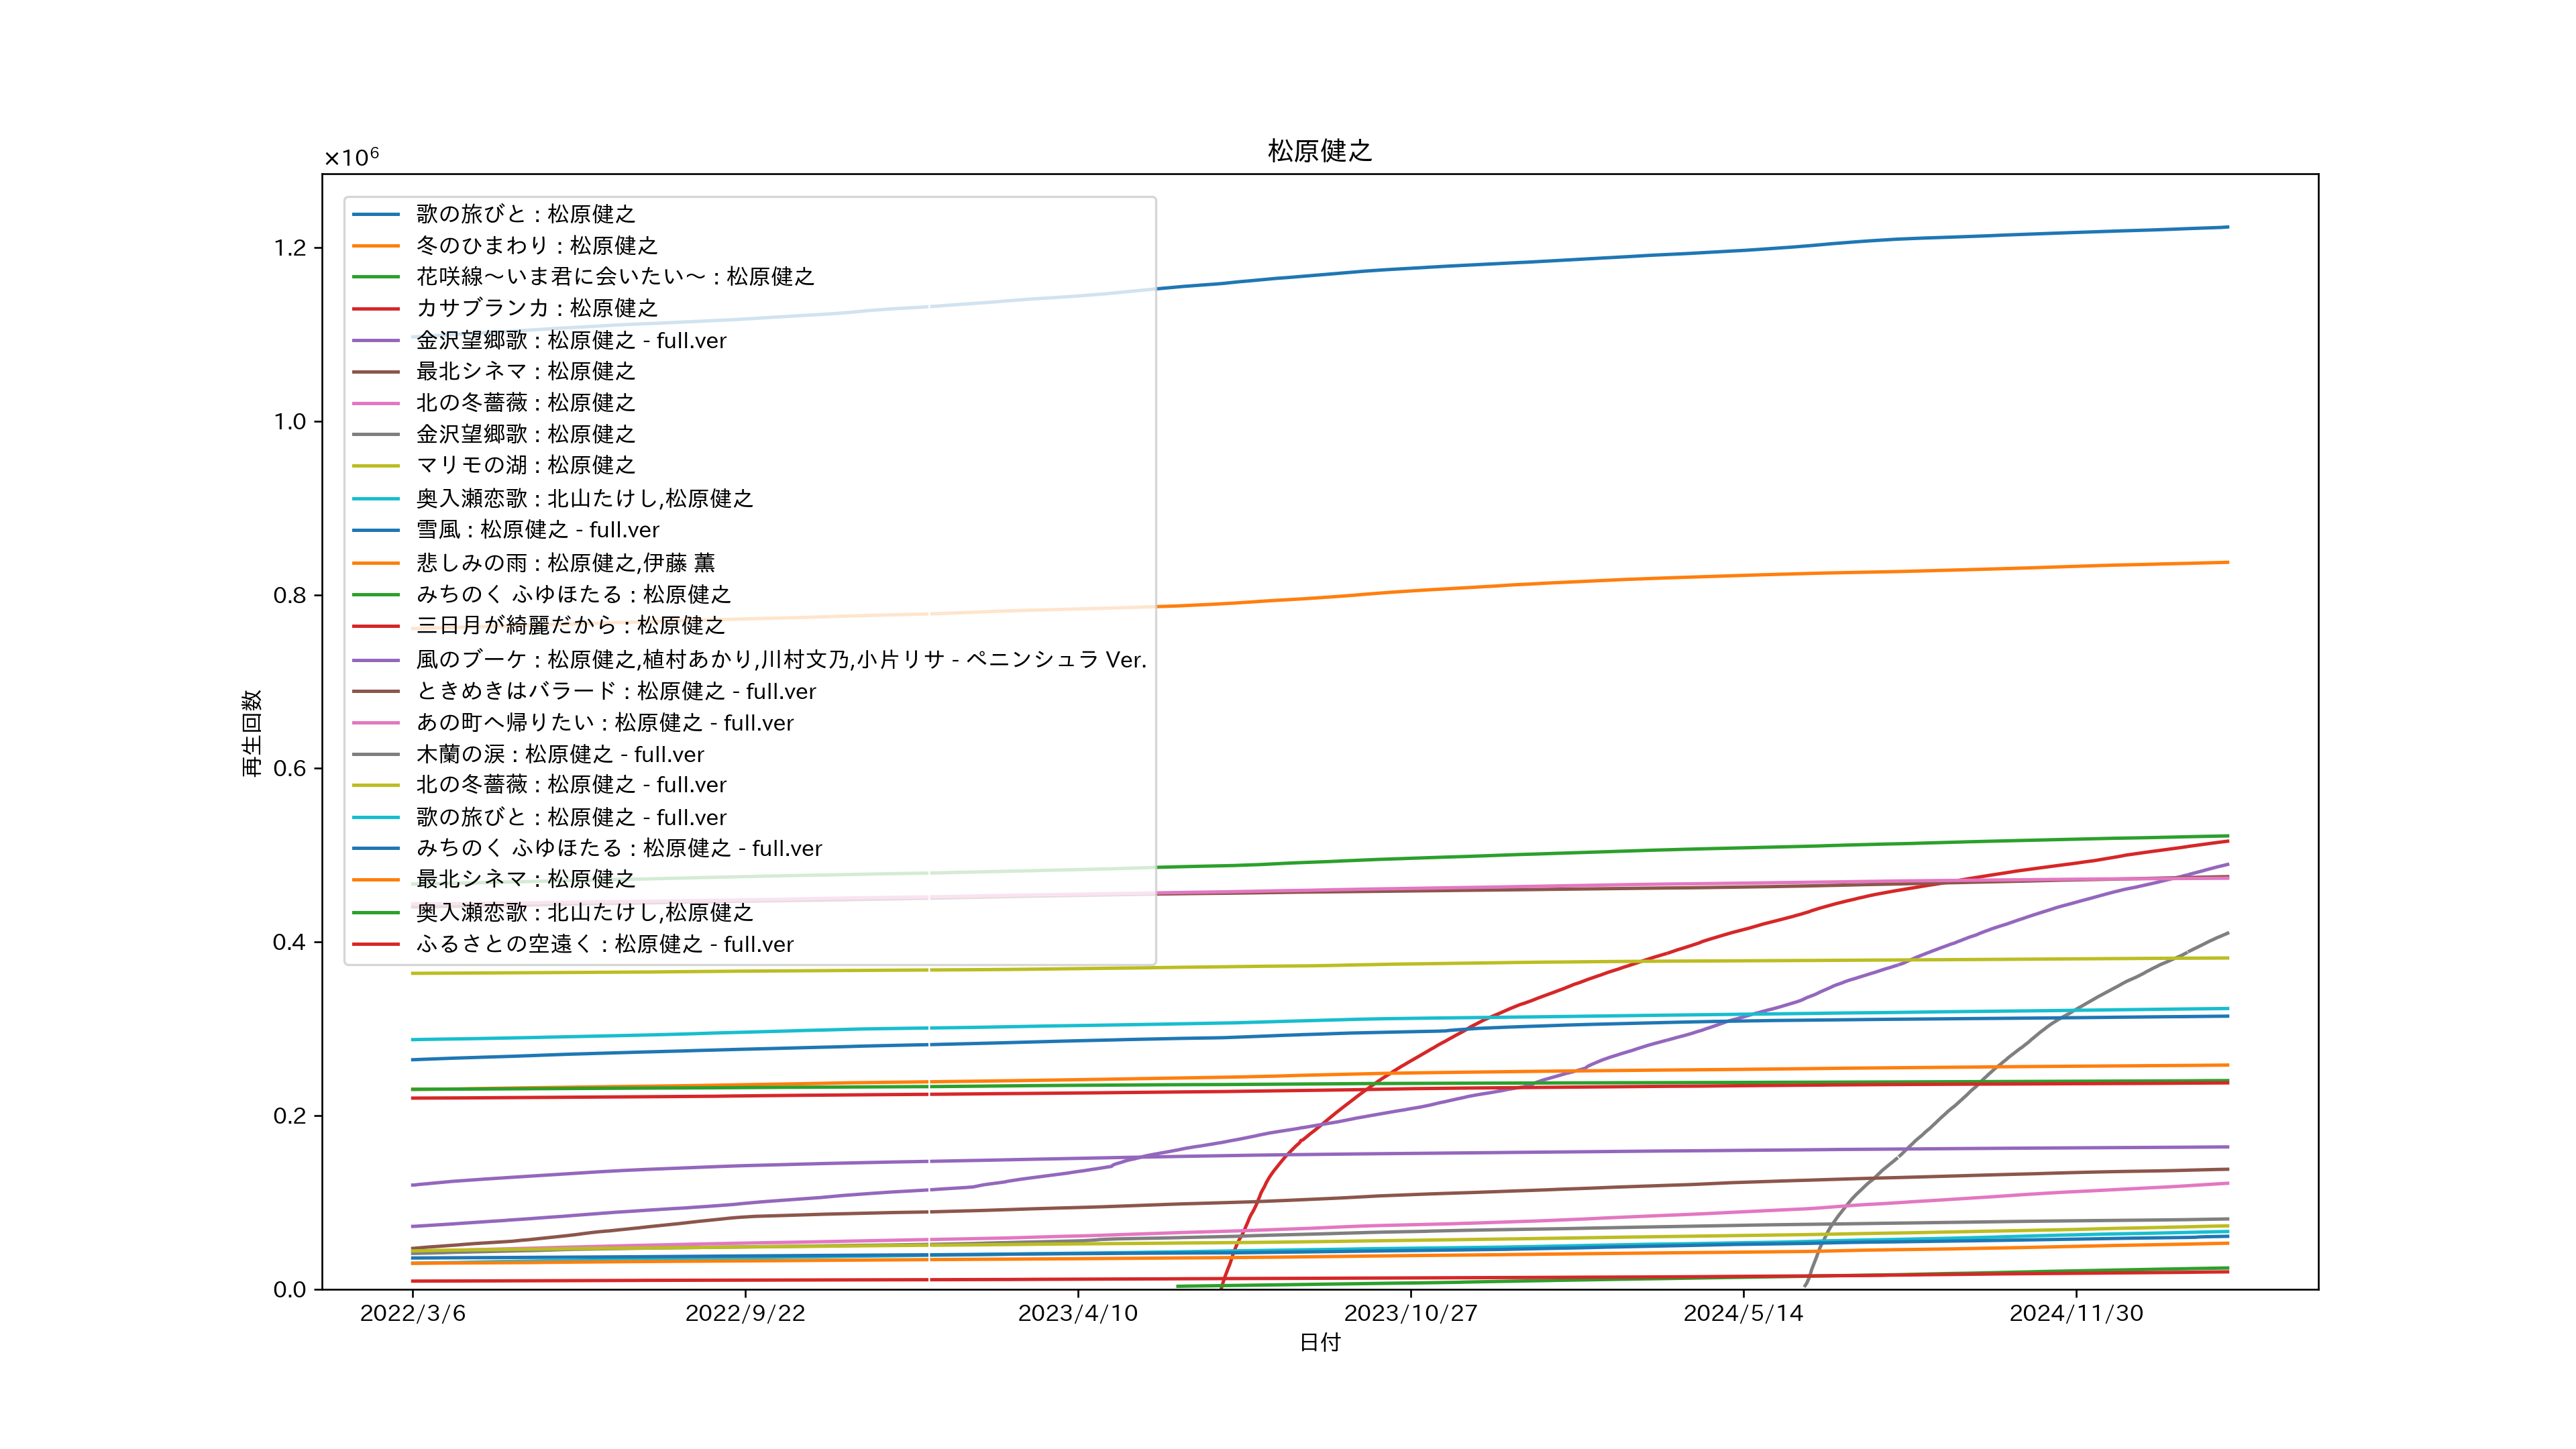 松原健之
×10⁶
歌の旅びと : 松原健之
冬のひまわり : 松原健之
花咲線～いま君に会いたい～ : 松原健之
カサブランカ : 松原健之
金沢望郷歌 : 松原健之 - full.ver
最北シネマ : 松原健之
北の冬薔薇 : 松原健之
金沢望郷歌 : 松原健之
マリモの湖 : 松原健之
奥入瀬恋歌 : 北山たけし,松原健之
雪風 : 松原健之 - full.ver
悲しみの雨 : 松原健之,伊藤 薫
みちのく ふゆほたる : 松原健之
三日月が綺麗だから : 松原健之
風のブーケ : 松原健之,植村あかり,川村文乃,小片リサ - ペニンシュラ Ver.
ときめきはバラード : 松原健之 - full.ver
あの町へ帰りたい : 松原健之 - full.ver
木蘭の涙 : 松原健之 - full.ver
北の冬薔薇 : 松原健之 - full.ver
歌の旅びと : 松原健之 - full.ver
みちのく ふゆほたる : 松原健之 - full.ver
最北シネマ : 松原健之
奥入瀬恋歌 : 北山たけし,松原健之
ふるさとの空遠く : 松原健之 - full.ver
1.2
1.0
0.8
0.6
0.4
0.2
0.0
再生回数
2022/3/6 2022/9/22 2023/4/10 2023/10/27 2024/5/14 2024/11/30
日付